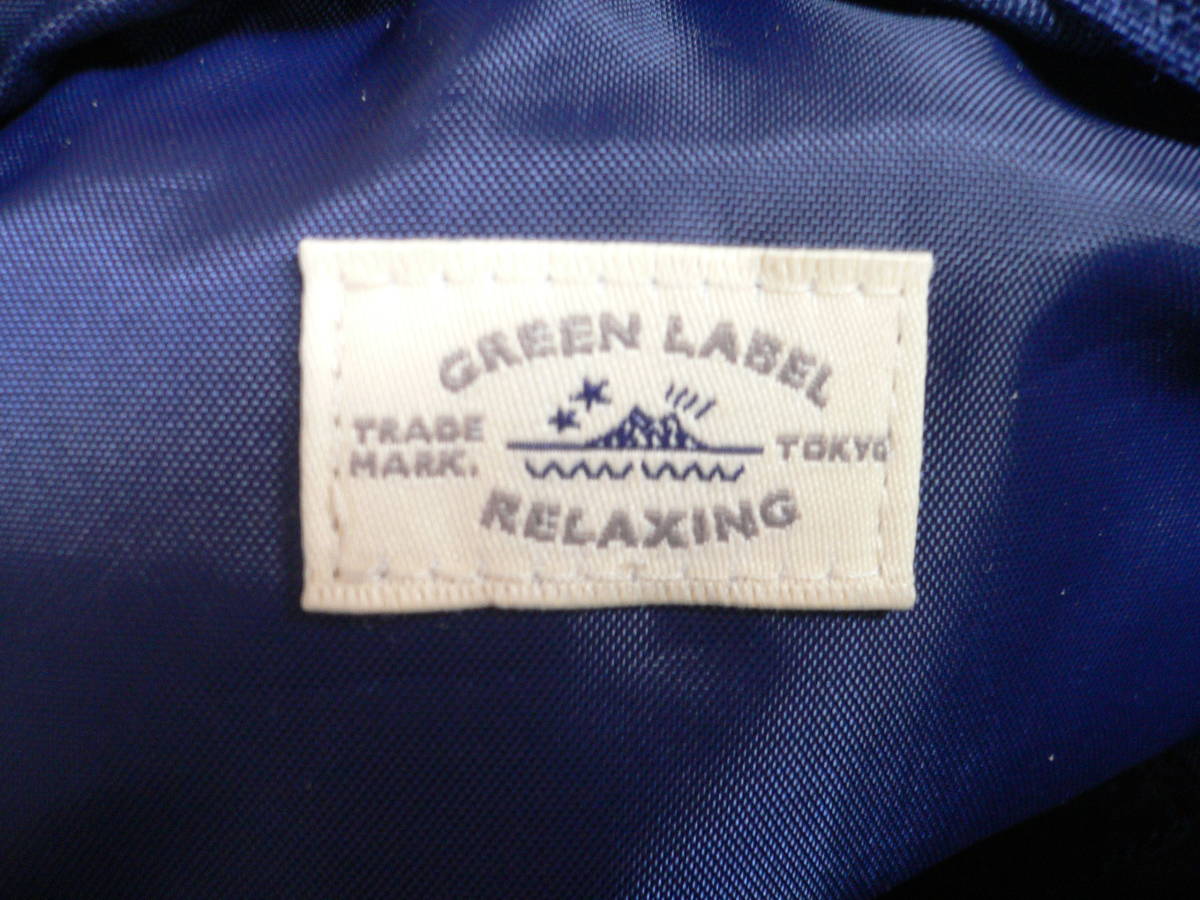 GREEN LABEL
TRADE
MARK.
TOKYO
RELAXING